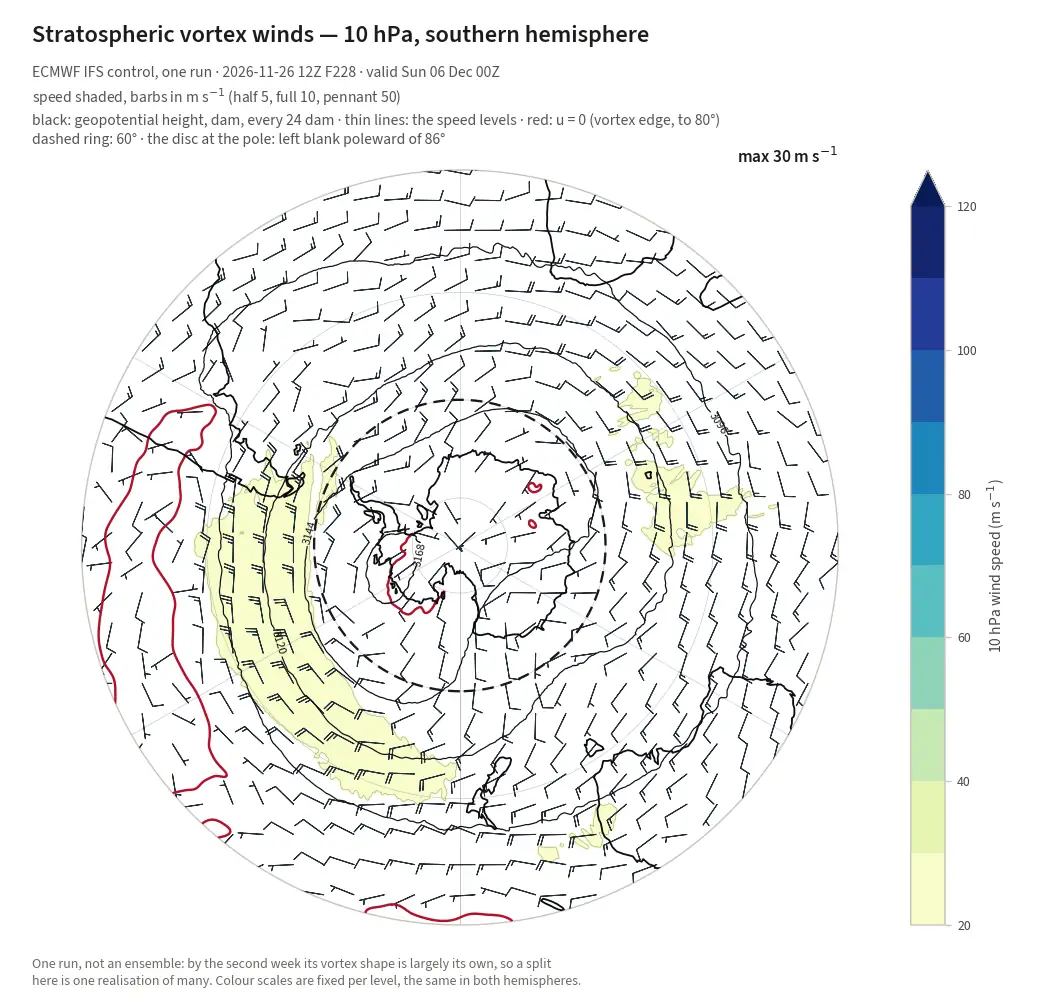 Stratospheric vortex winds — 10 hPa, southern hemisphere
ECMWF IFS control, one run · 2026-11-26 12Z F228 · valid Sun 06 Dec 00Z
speed shaded, barbs in m s⁻¹ (half 5, full 10, pennant 50)
black: geopotential height, dam, every 24 dam · thin lines: the speed levels · red: u = 0 (vortex edge, to 80°)
dashed ring: 60° · the disc at the pole: left blank poleward of 86°
max 30 m s⁻¹
120
100
80
60
40
20
10 hPa wind speed (m s⁻¹)
3096
3144
3168
3120
One run, not an ensemble: by the second week its vortex shape is largely its own, so a split
here is one realisation of many. Colour scales are fixed per level, the same in both hemispheres.